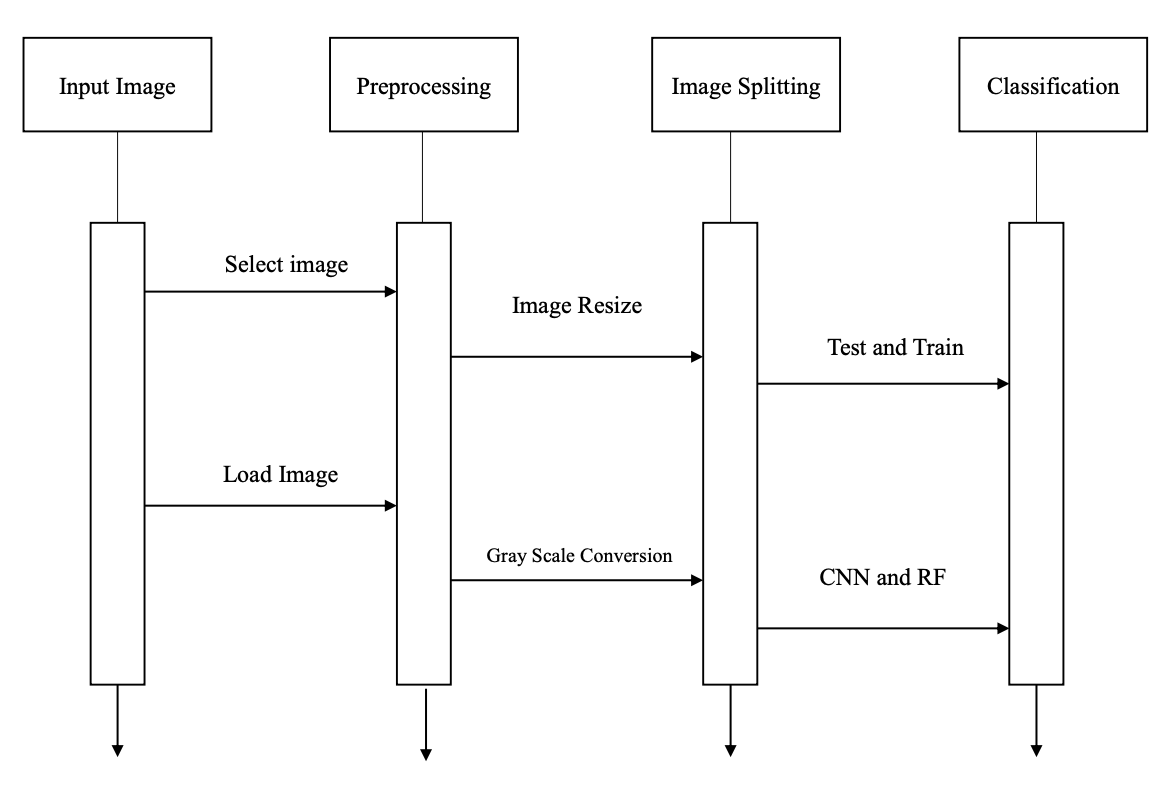 Input Image
Preprocessing
Image Splitting
Classification
Select image
Image Resize
Test and Train
Load Image
Gray Scale Conversion
CNN and RF